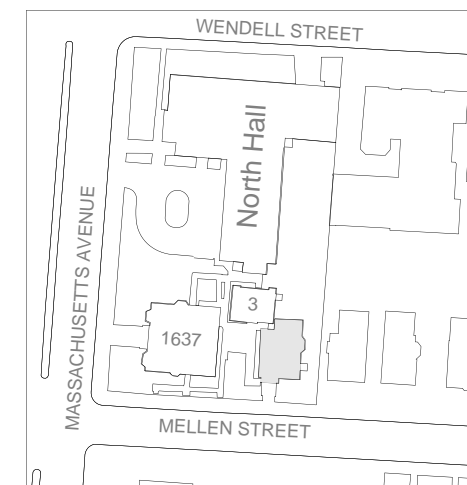 WENDELL STREET
North Hall
MASSACHUSETTS AVENUE
3
1637
MELLEN STREET